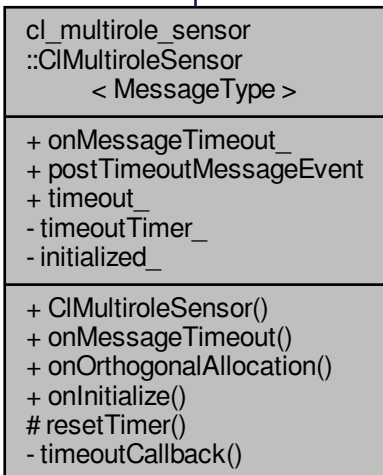 cl_multirole_sensor
::ClMultiroleSensor
< MessageType >
+ onMessageTimeout_
+ postTimeoutMessageEvent
+ timeout_
- timeoutTimer_
- initialized_
+ ClMultiroleSensor()
+ onMessageTimeout()
+ onOrthogonalAllocation()
+ onInitialize()
# resetTimer()
- timeoutCallback()